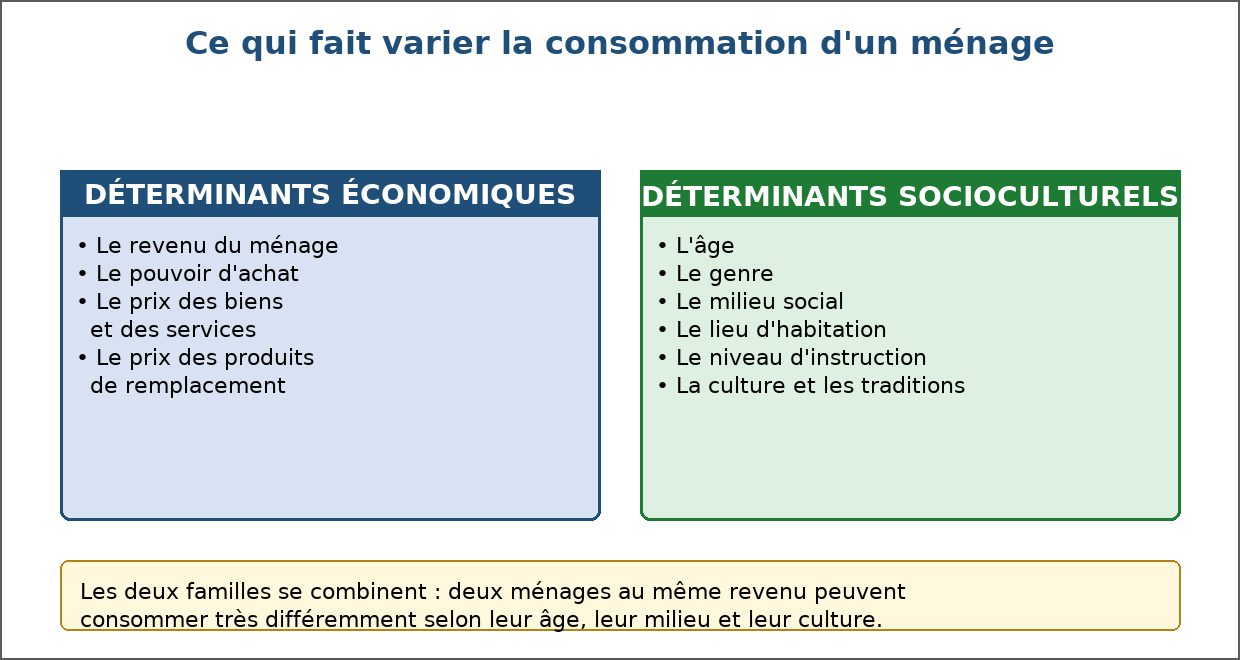 Ce qui fait varier la consommation d'un ménage
DÉTERMINANTS ÉCONOMIQUES
• Le revenu du ménage
• Le pouvoir d'achat
• Le prix des biens
et des services
• Le prix des produits
de remplacement
DÉTERMINANTS SOCIOCULTURELS
• L'âge
• Le genre
• Le milieu social
• Le lieu d'habitation
• Le niveau d'instruction
• La culture et les traditions
Les deux familles se combinent : deux ménages au même revenu peuvent
consommer très différemment selon leur âge, leur milieu et leur culture.